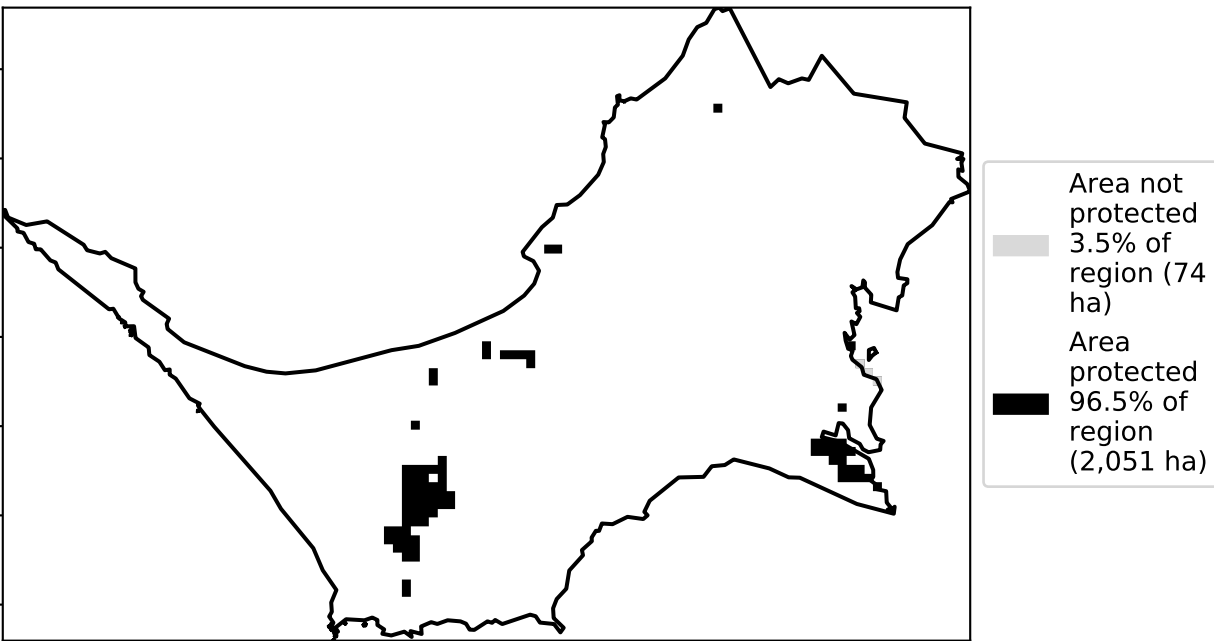 Area not
protected
3.5% of
region (74
ha)
Area
protected
96.5% of
region
(2,051 ha)